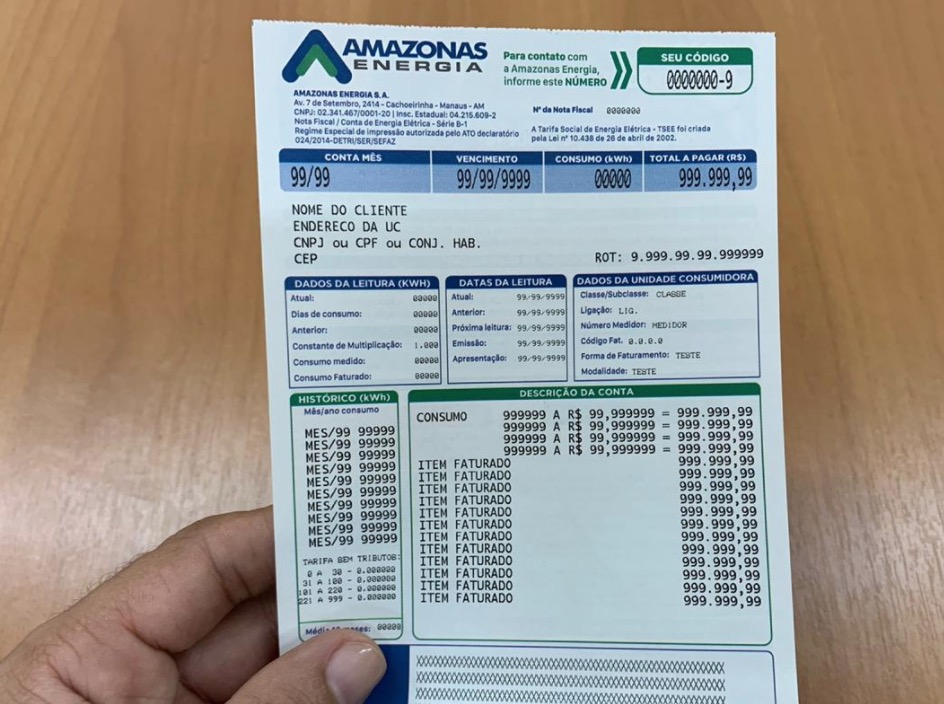 AMAZONAS
ENERGIA
Para contato com
a Amazonas Energia,
informe este NÚMERO
SEU CÓDIGO
0000000-9
AMAZONAS ENERGIA S.A.
Av. 7 de Setembro, 2414 - Cachoeirinha - Manaus - AM
CNPJ: 02.341.467/0001-20 | Insc. Estadual: 04.215.609-2
Nota Fiscal / Conta de Energia Elétrica - Série B-1
Regime Especial de impressão autorizada pelo ATO declaratório
024/2014-DETRI/SER/SEFAZ
Nº da Nota Fiscal 0000000
A Tarifa Social de Energia Elétrica - TSEE foi criada
pela Lei nº 10.438 de 26 de abril de 2002.
CONTA MÊS VENCIMENTO CONSUMO (kWh) TOTAL A PAGAR (R$)
99/99 99/99/9999 00000 999.999,99
NOME DO CLIENTE
ENDERECO DA UC
CNPJ ou CPF ou CONJ. HAB.
CEP
ROT: 9.999.99.99.999999
DADOS DA LEITURA (KWH)
Atual: 00000
Dias de consumo: 00000
Anterior: 00000
Constante de Multiplicação: 1.000
Consumo medido: 00000
Consumo Faturado: 00000
DATAS DA LEITURA
Atual: 99/99/9999
Anterior: 99/99/9999
Próxima leitura: 99/99/9999
Emissão: 99/99/9999
Apresentação: 99/99/9999
DADOS DA UNIDADE CONSUMIDORA
Classe/Subclasse: CLASSE
Ligação: LIG.
Número Medidor: MEDIDOR
Código Fat. 0.0.0.0
Forma de Faturamento: TESTE
Modalidade: TESTE
HISTÓRICO (kWh)
Mês/ano consumo
MES/99 99999
MES/99 99999
MES/99 99999
MES/99 99999
MES/99 99999
MES/99 99999
MES/99 99999
MES/99 99999
MES/99 99999
MES/99 99999
TARIFA SEM TRIBUTOS:
0 A 30 - 0.000000
31 A 100 - 0.000000
101 A 220 - 0.000000
221 A 999 - 0.000000
00000
DESCRIÇÃO DA CONTA
CONSUMO 999999 A R$ 99,999999 = 999.999,99
999999 A R$ 99,999999 = 999.999,99
999999 A R$ 99,999999 = 999.999,99
999999 A R$ 99,999999 = 999.999,99
ITEM FATURADO 999.999,99
ITEM FATURADO 999.999,99
ITEM FATURADO 999.999,99
ITEM FATURADO 999.999,99
ITEM FATURADO 999.999,99
ITEM FATURADO 999.999,99
ITEM FATURADO 999.999,99
ITEM FATURADO 999.999,99
ITEM FATURADO 999.999,99
ITEM FATURADO 999.999,99
ITEM FATURADO 999.999,99
ITEM FATURADO 999.999,99